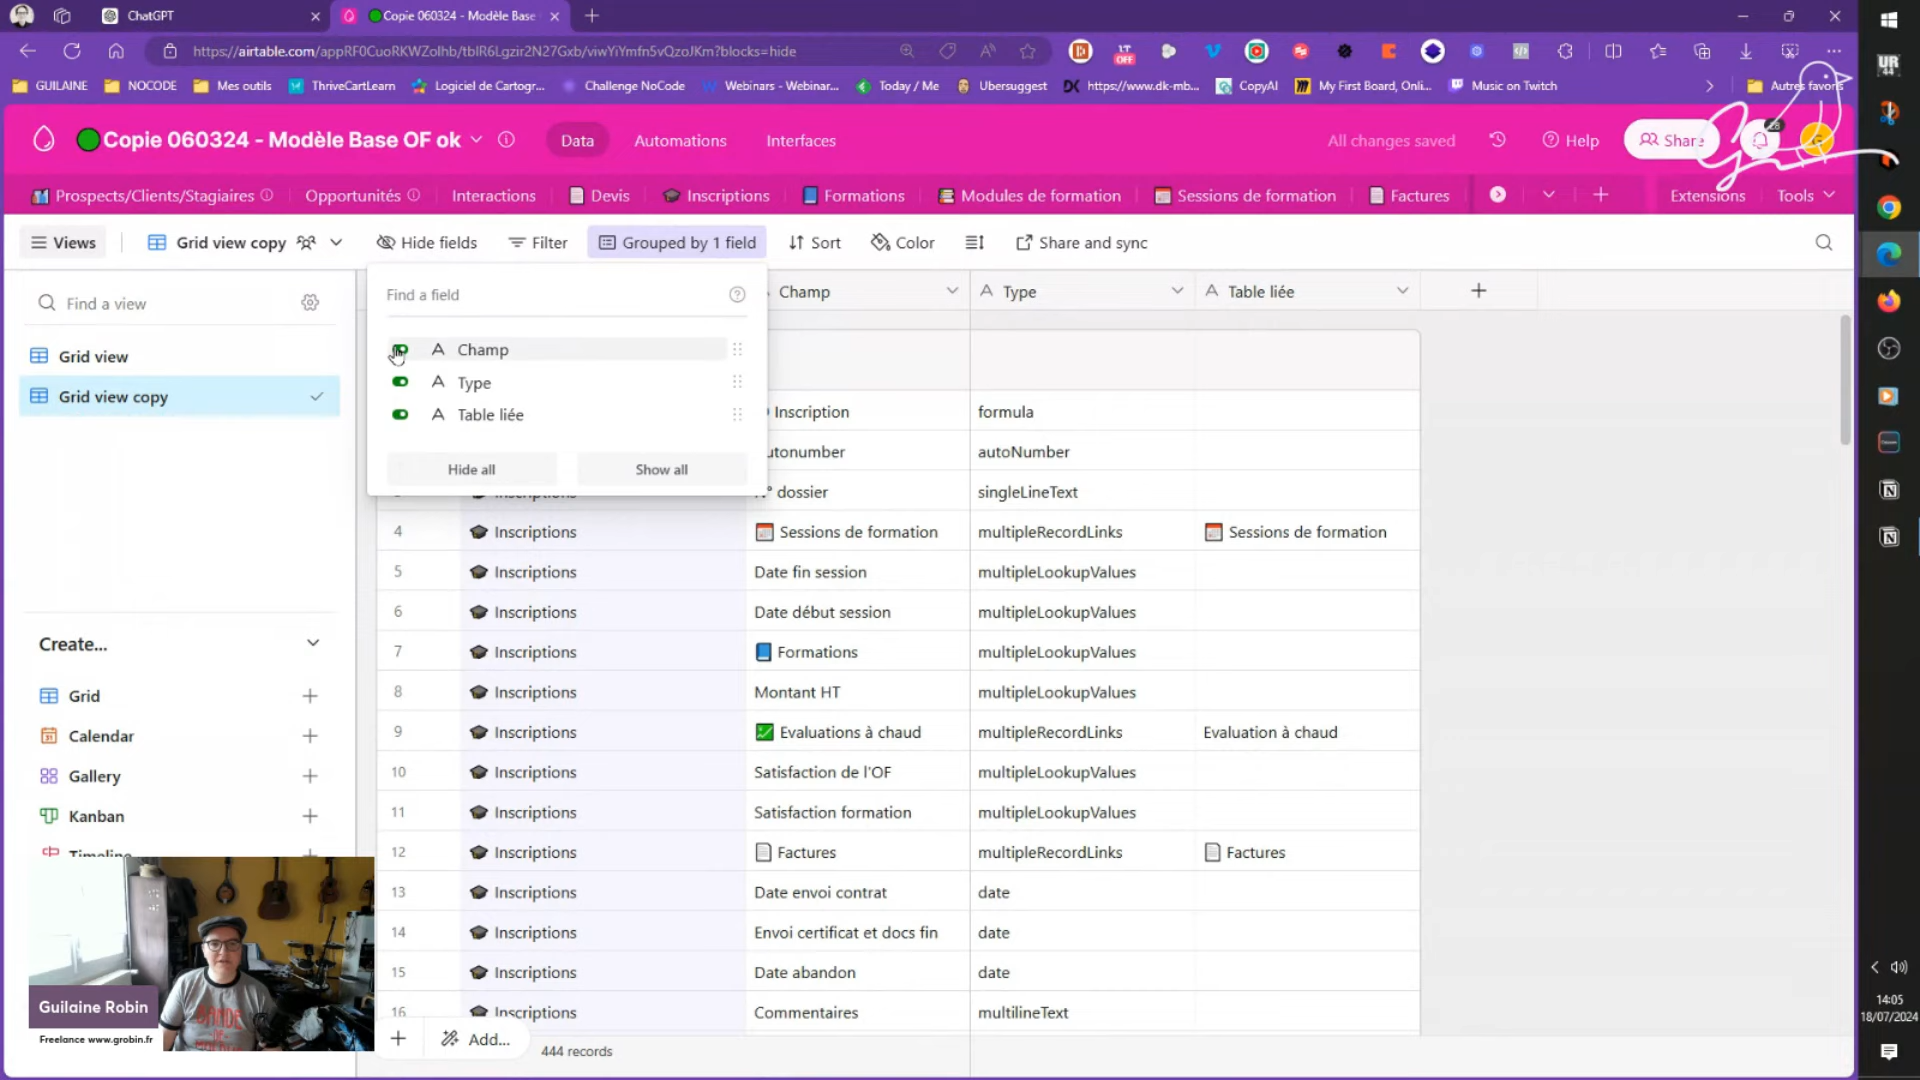 ChatGPT
Copie 060324 - Modèle Base
https://airtable.com/appRF0CuoRKWZolhb/tblR6Lgzir2N27Gxb/viwYiYmfn5vQzoJKm?blocks=hide
OFF
GUILAINE
NOCODE
Mes outils
ThriveCartLearn
Logiciel de Cartogr...
Challenge NoCode
Webinars - Webinar...
Today / Me
Ubersuggest
https://www.dk-mb...
CopyAI
My First Board, Onli...
Music on Twitch
Autres favoris
Copie 060324 - Modèle Base OF ok
Data
Automations
Interfaces
All changes saved
Help
Share
Prospects/Clients/Stagiaires
Opportunités
Interactions
Devis
Inscriptions
Formations
Modules de formation
Sessions de formation
Factures
Extensions
Tools
Views
Grid view copy
Hide fields
Filter
Grouped by 1 field
Sort
Color
Share and sync
Find a view
Grid view
Grid view copy
Find a field
Champ
Type
Table liée
Hide all
Show all
Champ
Type
Table liée
Inscription formula
autoNumber
dossier singleLineText
4 Inscriptions Sessions de formation multipleRecordLinks Sessions de formation
5 Inscriptions Date fin session multipleLookupValues
6 Inscriptions Date début session multipleLookupValues
7 Inscriptions Formations multipleLookupValues
8 Inscriptions Montant HT multipleLookupValues
9 Inscriptions Evaluations à chaud multipleRecordLinks Evaluation à chaud
10 Inscriptions Satisfaction de l'OF multipleLookupValues
11 Inscriptions Satisfaction formation multipleLookupValues
12 Inscriptions Factures multipleRecordLinks Factures
13 Inscriptions Date envoi contrat date
14 Inscriptions Envoi certificat et docs fin date
15 Inscriptions Date abandon date
16 Inscriptions Commentaires multilineText
Add...
444 records
Create...
Grid
Calendar
Gallery
Kanban
Timeline
Guilaine Robin
Freelance www.grobin.fr
UR
44
14:05
18/07/2024